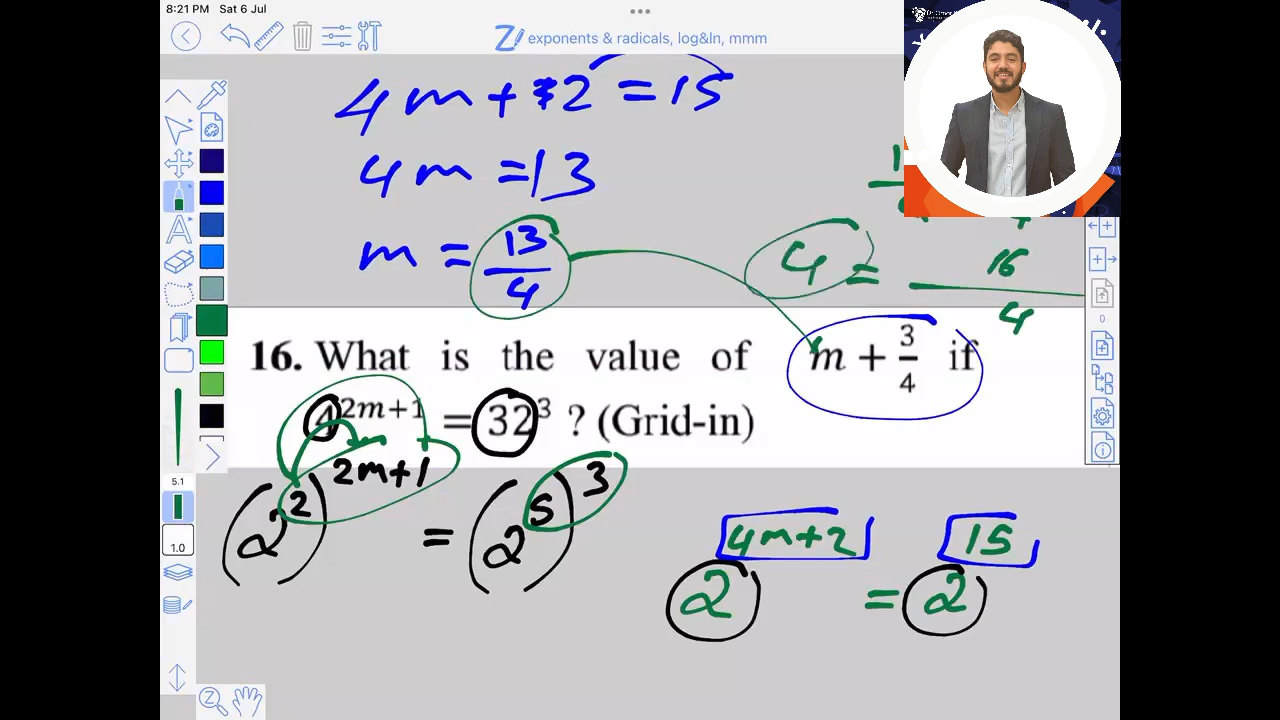 8:21 PM Sat 6 Jul
exponents & radicals, log&ln, mmm
4m + 2 = 15
4m = 13
m = 13/4
4 = 16/4
16. What is the value of m + 3/4 if
4^2m+1 = 32^3 ? (Grid-in)
(2^2)^2m+1 = (2^5)^3
2^4m+2 = 2^15
5.1
1.0
0